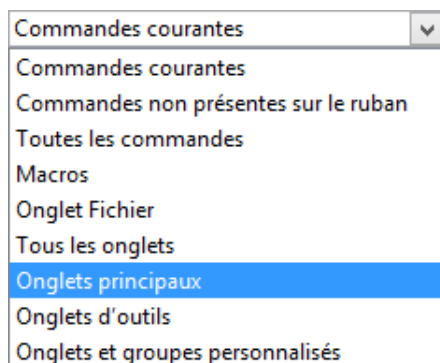 Commandes courantes
Commandes courantes
Commandes non présentes sur le ruban
Toutes les commandes
Macros
Onglet Fichier
Tous les onglets
Onglets principaux
Onglets d'outils
Onglets et groupes personnalisés